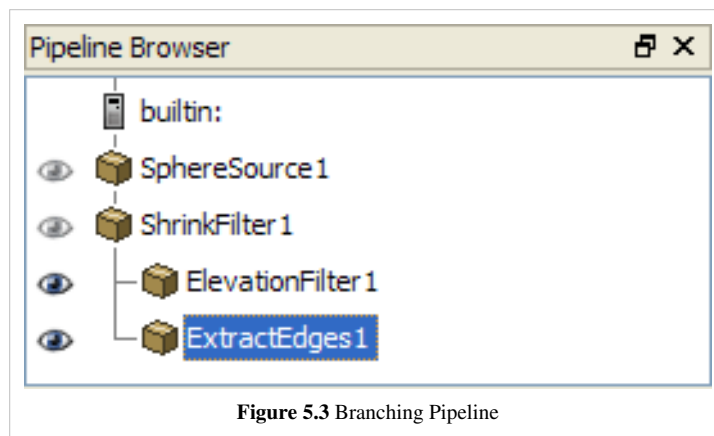 Pipeline Browser
builtin:
SphereSource1
ShrinkFilter1
ElevationFilter1
ExtractEdges1
Figure 5.3 Branching Pipeline